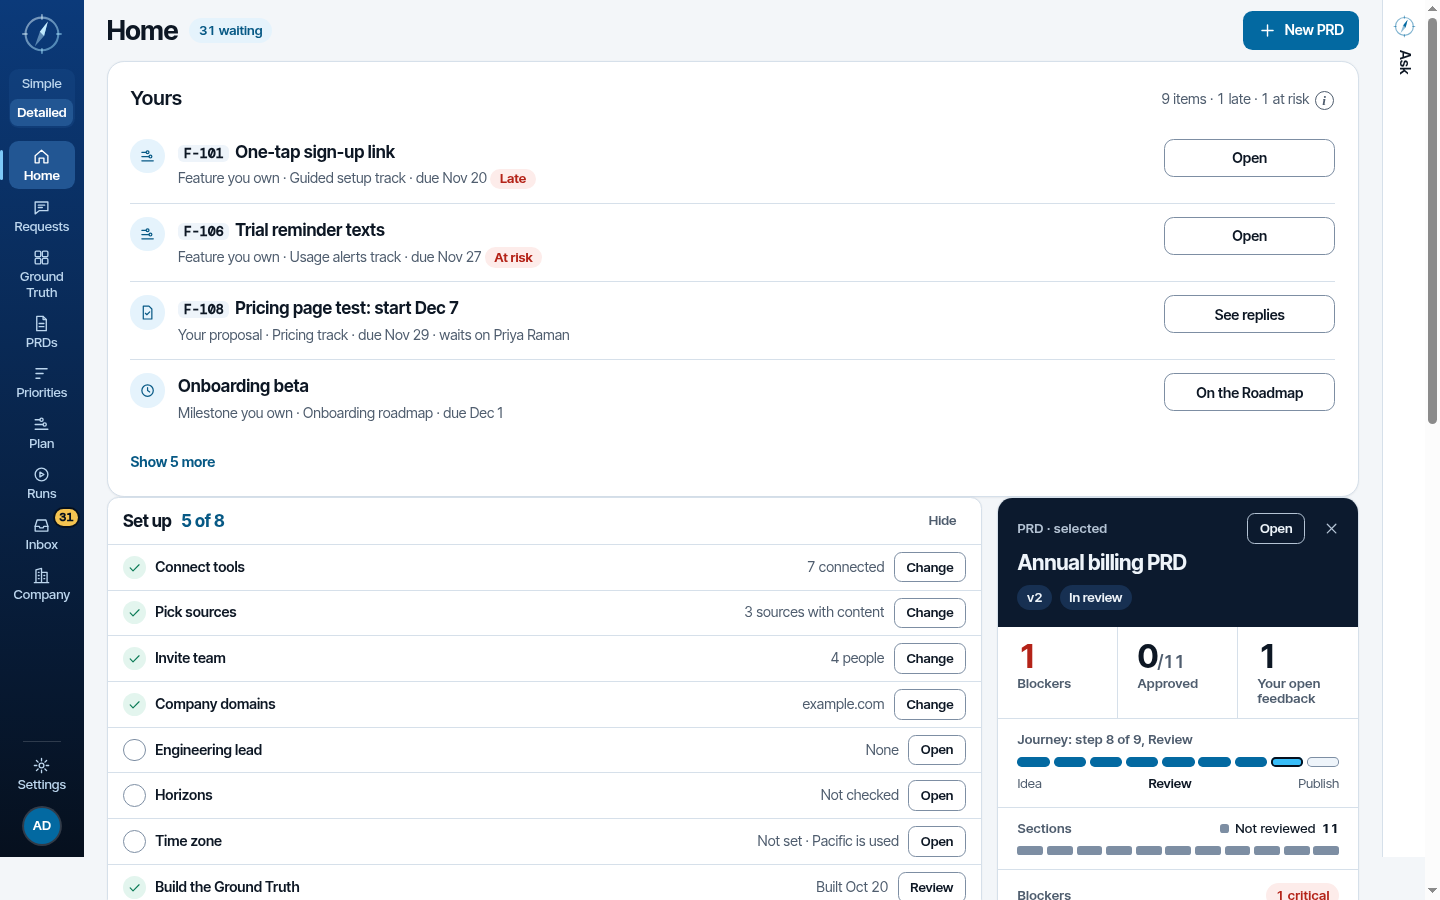 Simple
Detailed
Home
Requests
Ground
Truth
PRDs
Priorities
Plan
Runs
31
Inbox
Company
Settings
AD
Home 31 waiting
New PRD
Yours
9 items · 1 late · 1 at risk i
F-101 One-tap sign-up link
Feature you own · Guided setup track · due Nov 20 Late
Open
F-106 Trial reminder texts
Feature you own · Usage alerts track · due Nov 27 At risk
Open
F-108 Pricing page test: start Dec 7
Your proposal · Pricing track · due Nov 29 · waits on Priya Raman
See replies
Onboarding beta
Milestone you own · Onboarding roadmap · due Dec 1
On the Roadmap
Show 5 more
Set up 5 of 8 Hide
Connect tools 7 connected Change
Pick sources 3 sources with content Change
Invite team 4 people Change
Company domains example.com Change
Engineering lead None Open
Horizons Not checked Open
Time zone Not set · Pacific is used Open
Build the Ground Truth Built Oct 20 Review
PRD · selected Open
Annual billing PRD
v2 In review
1 0/11 1
Blockers Approved Your open
feedback
Journey: step 8 of 9, Review
Idea Review Publish
Sections Not reviewed 11
Blockers 1 critical
Ask